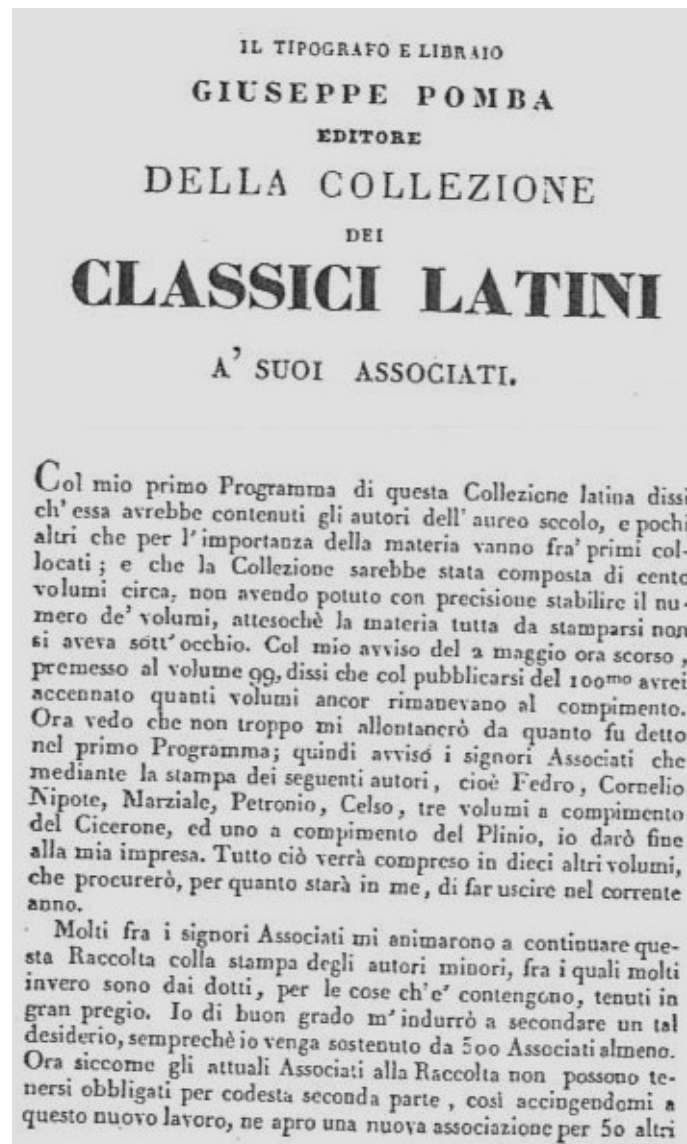 IL TIPOGRAFO E LIBRAIO
GIUSEPPE POMBA
EDITORE
DELLA COLLEZIONE
DEI
CLASSICI LATINI
A' SUOI ASSOCIATI.
Col mio primo Programma di questa Collezione latina dissi
ch'essa avrebbe contenuti gli autori dell'aureo secolo, e pochi
altri che per l'importanza della materia vanno fra' primi col-
locati; e che la Collezione sarebbe stata composta di cento
volumi circa, non avendo potuto con precisione stabilire il nu-
mero de' volumi, attesochè la materia tutta da stamparsi non
si aveva sott'occhio. Col mio avviso del 2 maggio ora scorso,
premesso al volume 99, dissi che col pubblicarsi del 100mo avrei
accennato quanti volumi ancor rimanevano al compimento.
Ora vedo che non troppo mi allontanerò da quanto fu detto
nel primo Programma; quindi avviso i signori Associati che
mediante la stampa dei seguenti autori, cioè Fedro, Cornelio
Nipote, Marziale, Petronio, Celso, tre volumi a compimento
del Cicerone, ed uno a compimento del Plinio, io darò fine
alla mia impresa. Tutto ciò verrà compreso in dieci altri volumi,
che procurerò, per quanto starà in me, di far uscire nel corrente
anno.
Molti fra i signori Associati mi animarono a continuare que-
sta Raccolta colla stampa degli autori minori, fra i quali molti
invero sono dai dotti, per le cose ch'e' contengono, tenuti in
gran pregio. Io di buon grado m'indurrò a secondare un tal
desiderio, semprechè io venga sostenuto da 500 Associati almeno.
Ora siccome gli attuali Associati alla Raccolta non possono te-
nersi obbligati per codesta seconda parte, così accingendomi a
questo nuovo lavoro, ne apro una nuova associazione per 50 altri